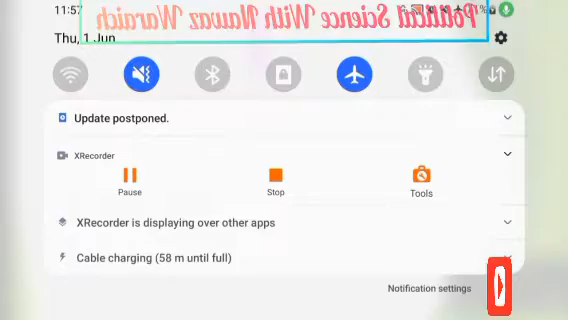 11:57
Political Science With Nawaz Waraich
Thu, 1 Jun
Update postponed.
XRecorder
Pause
Stop
Tools
XRecorder is displaying over other apps
Cable charging (58 m until full)
Notification settings